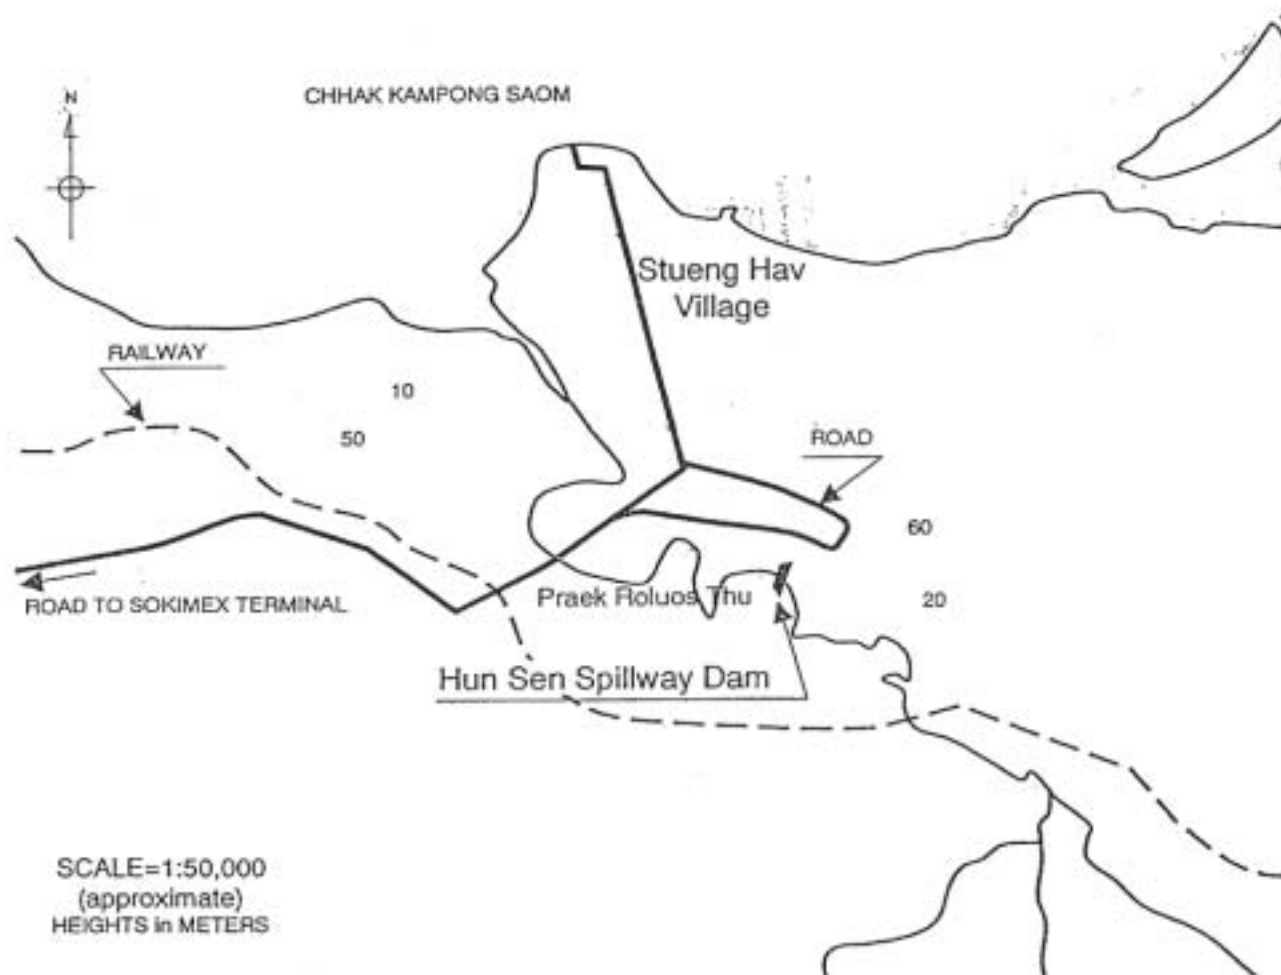 N
CHHAK KAMPONG SAOM
Stueng Hav
Village
RAILWAY
10
50
ROAD
60
20
ROAD TO SOKIMEX TERMINAL
Praek Roluos Thu
Hun Sen Spillway Dam
SCALE=1:50,000
(approximate)
HEIGHTS in METERS